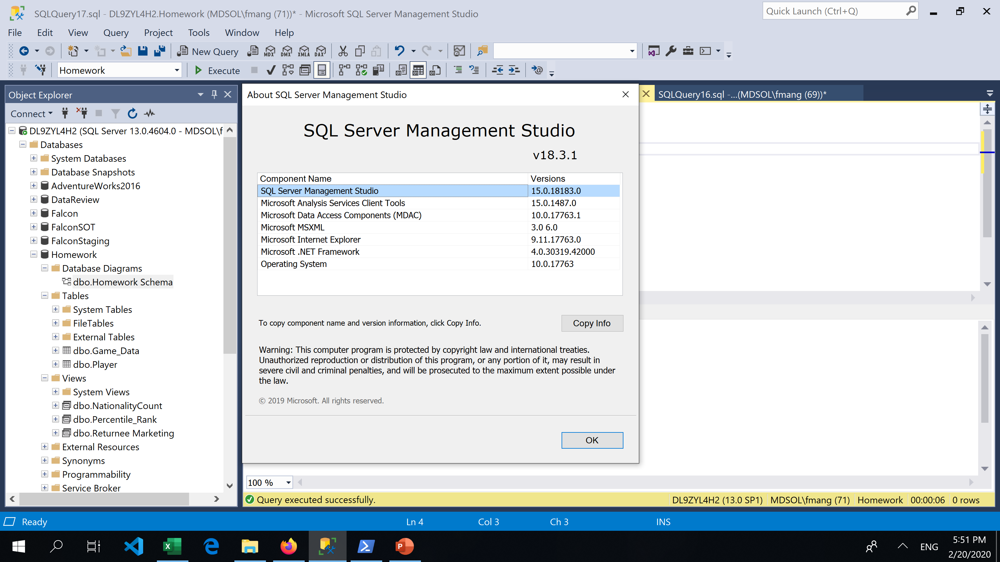 SQLQuery17.sql - DL9ZYL4H2.Homework (MDSOL\fmang (71))* - Microsoft SQL Server Management Studio
Quick Launch (Ctrl+Q)
File Edit View Query Project Tools Window Help
New Query MDX DMX XMLA DAX
Homework Execute
Object Explorer
Connect
DL9ZYL4H2 (SQL Server 13.0.4604.0 - MDSOL\f
Databases
System Databases
Database Snapshots
AdventureWorks2016
DataReview
Falcon
FalconSOT
FalconStaging
Homework
Database Diagrams
dbo.Homework Schema
Tables
System Tables
FileTables
External Tables
dbo.Game_Data
dbo.Player
Views
System Views
dbo.NationalityCount
dbo.Percentile_Rank
dbo.Returnee Marketing
External Resources
Synonyms
Programmability
Service Broker
About SQL Server Management Studio
SQLQuery16.sql -...(MDSOL\fmang (69))*
SQL Server Management Studio
v18.3.1
Component Name Versions
SQL Server Management Studio 15.0.18183.0
Microsoft Analysis Services Client Tools 15.0.1487.0
Microsoft Data Access Components (MDAC) 10.0.17763.1
Microsoft MSXML 3.0 6.0
Microsoft Internet Explorer 9.11.17763.0
Microsoft .NET Framework 4.0.30319.42000
Operating System 10.0.17763
To copy component name and version information, click Copy Info.
Copy Info
Warning: This computer program is protected by copyright law and international treaties.
Unauthorized reproduction or distribution of this program, or any portion of it, may result in
severe civil and criminal penalties, and will be prosecuted to the maximum extent possible under
the law.
© 2019 Microsoft. All rights reserved.
OK
100 %
Query executed successfully. DL9ZYL4H2 (13.0 SP1) MDSOL\fmang (71) Homework 00:00:06 0 rows
Ready Ln 4 Col 3 Ch 3 INS
ENG
5:51 PM
2/20/2020